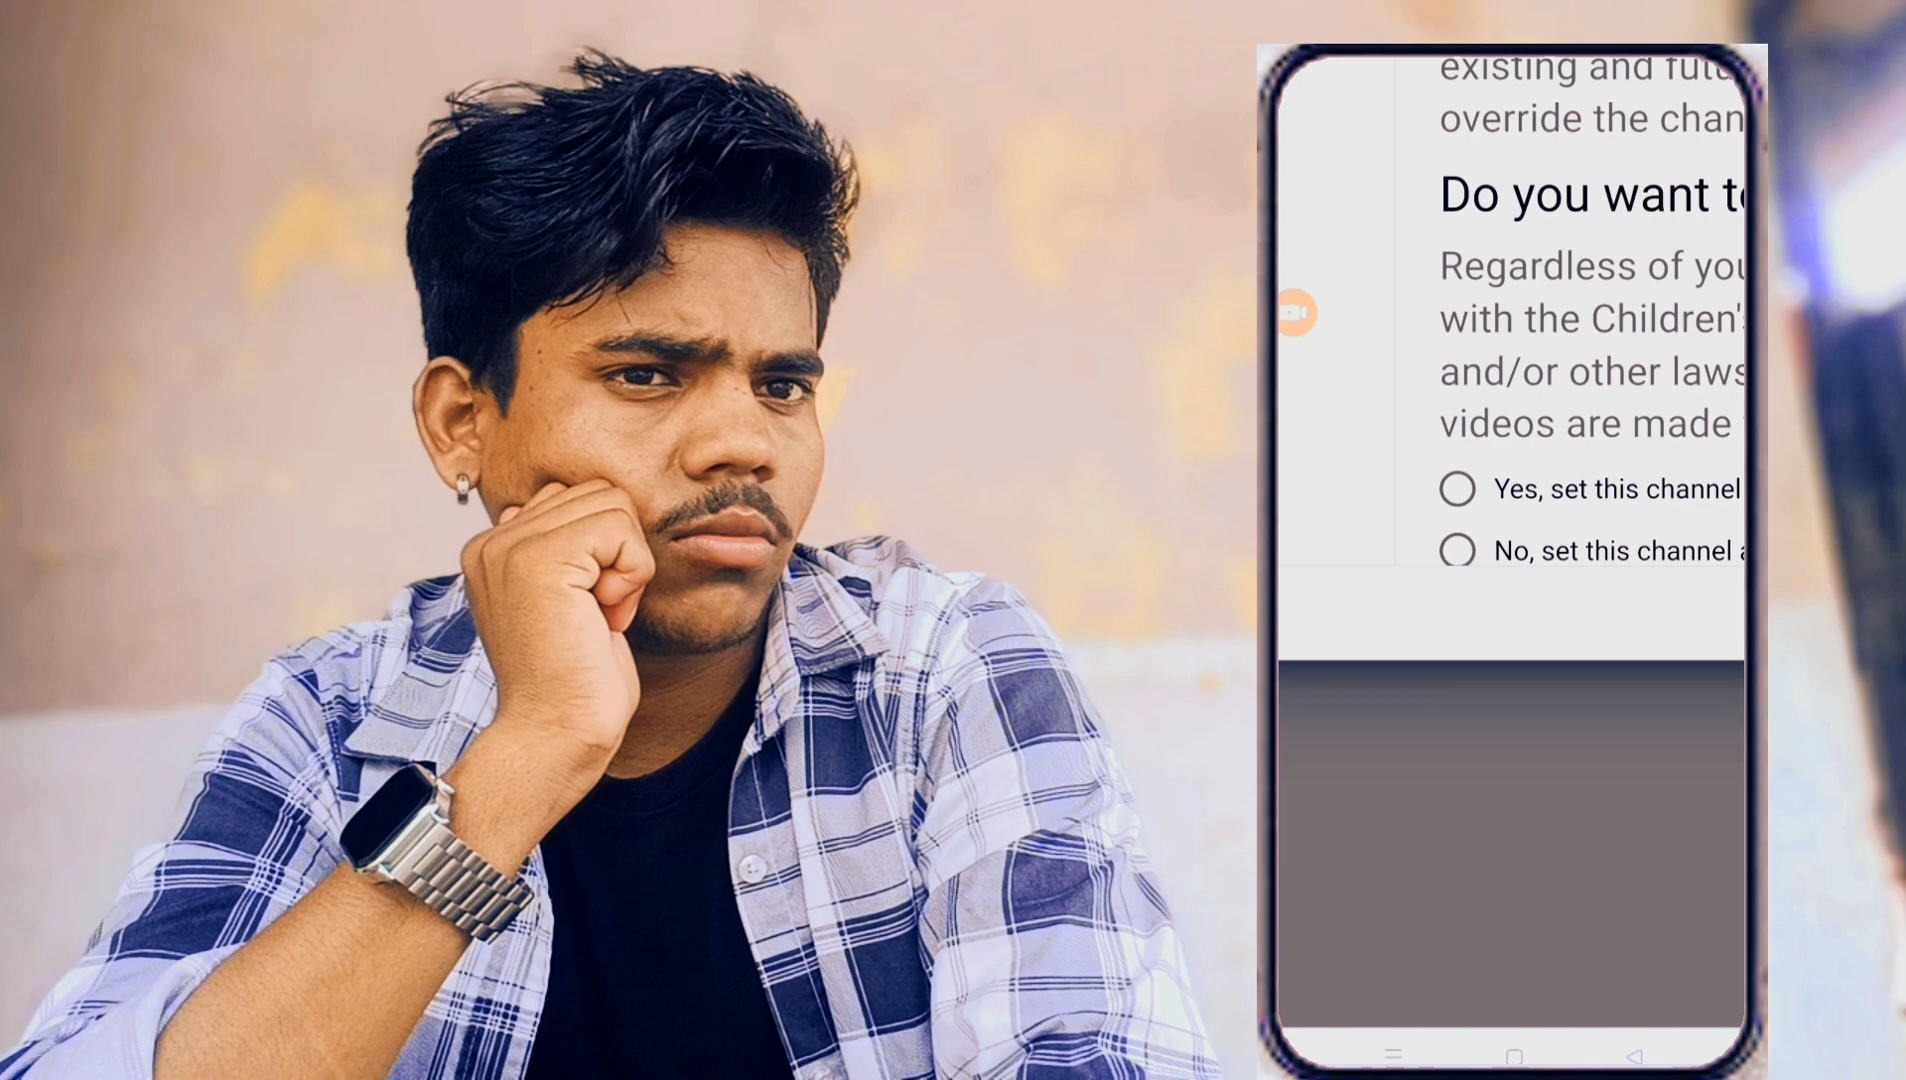 existing and futu
override the chan
Do you want to
Regardless of you
with the Children's
and/or other laws
videos are made
Yes, set this channel
No, set this channel a